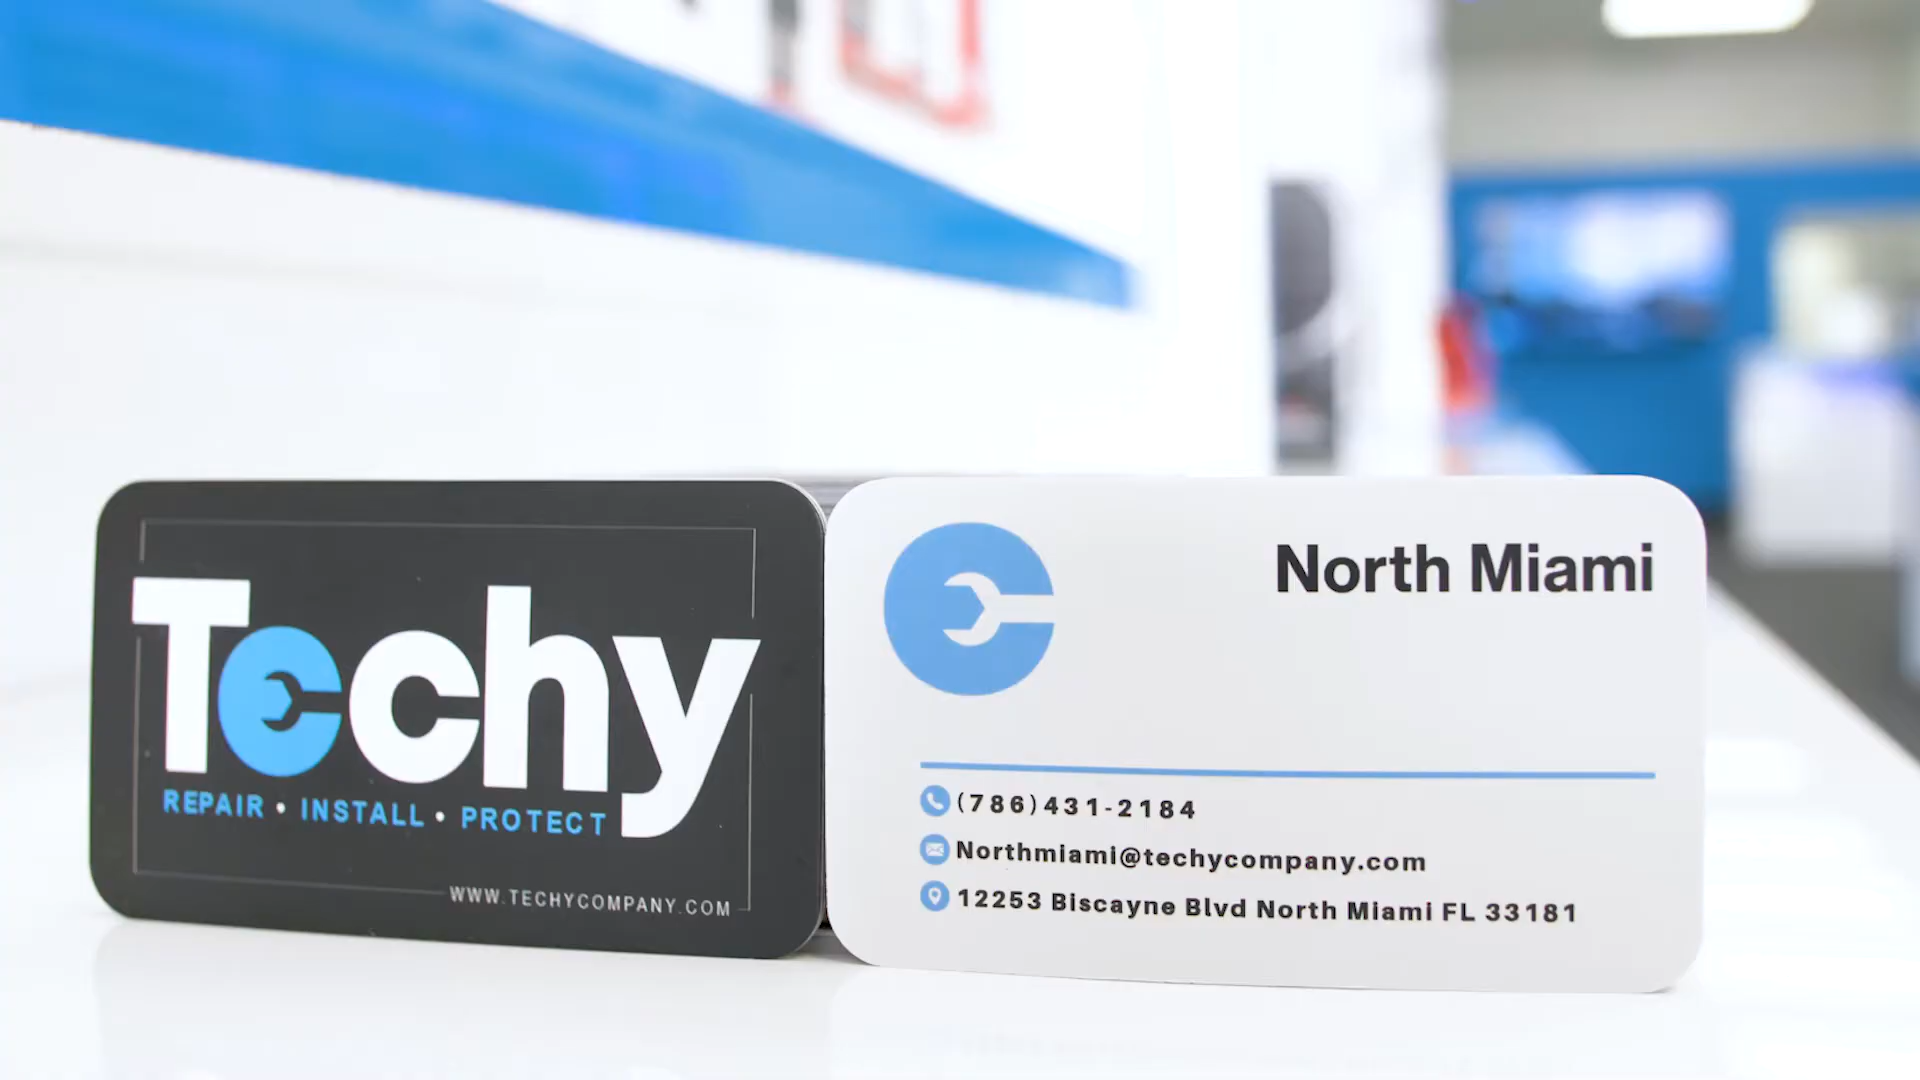 Techy
REPAIR • INSTALL • PROTECT
WWW.TECHYCOMPANY.COM
North Miami
(786)431-2184
Northmiami@techycompany.com
12253 Biscayne Blvd North Miami FL 33181